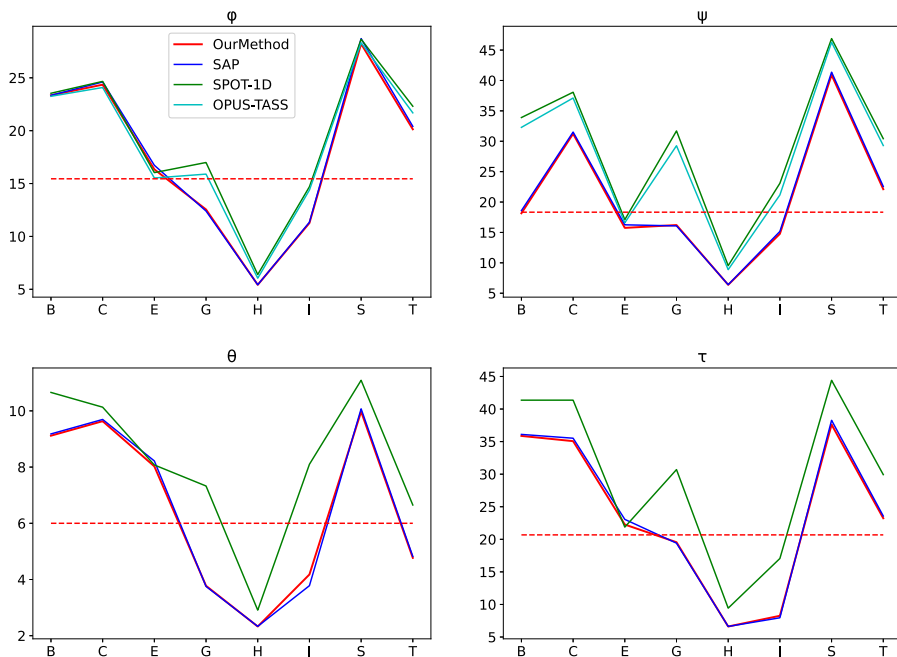 φ
25
20
15
10
5
B C E G H I S T
OurMethod
SAP
SPOT-1D
OPUS-TASS
ψ
45
40
35
30
25
20
15
10
5
B C E G H I S T
θ
10
8
6
4
2
B C E G H I S T
τ
45
40
35
30
25
20
15
10
5
B C E G H I S T